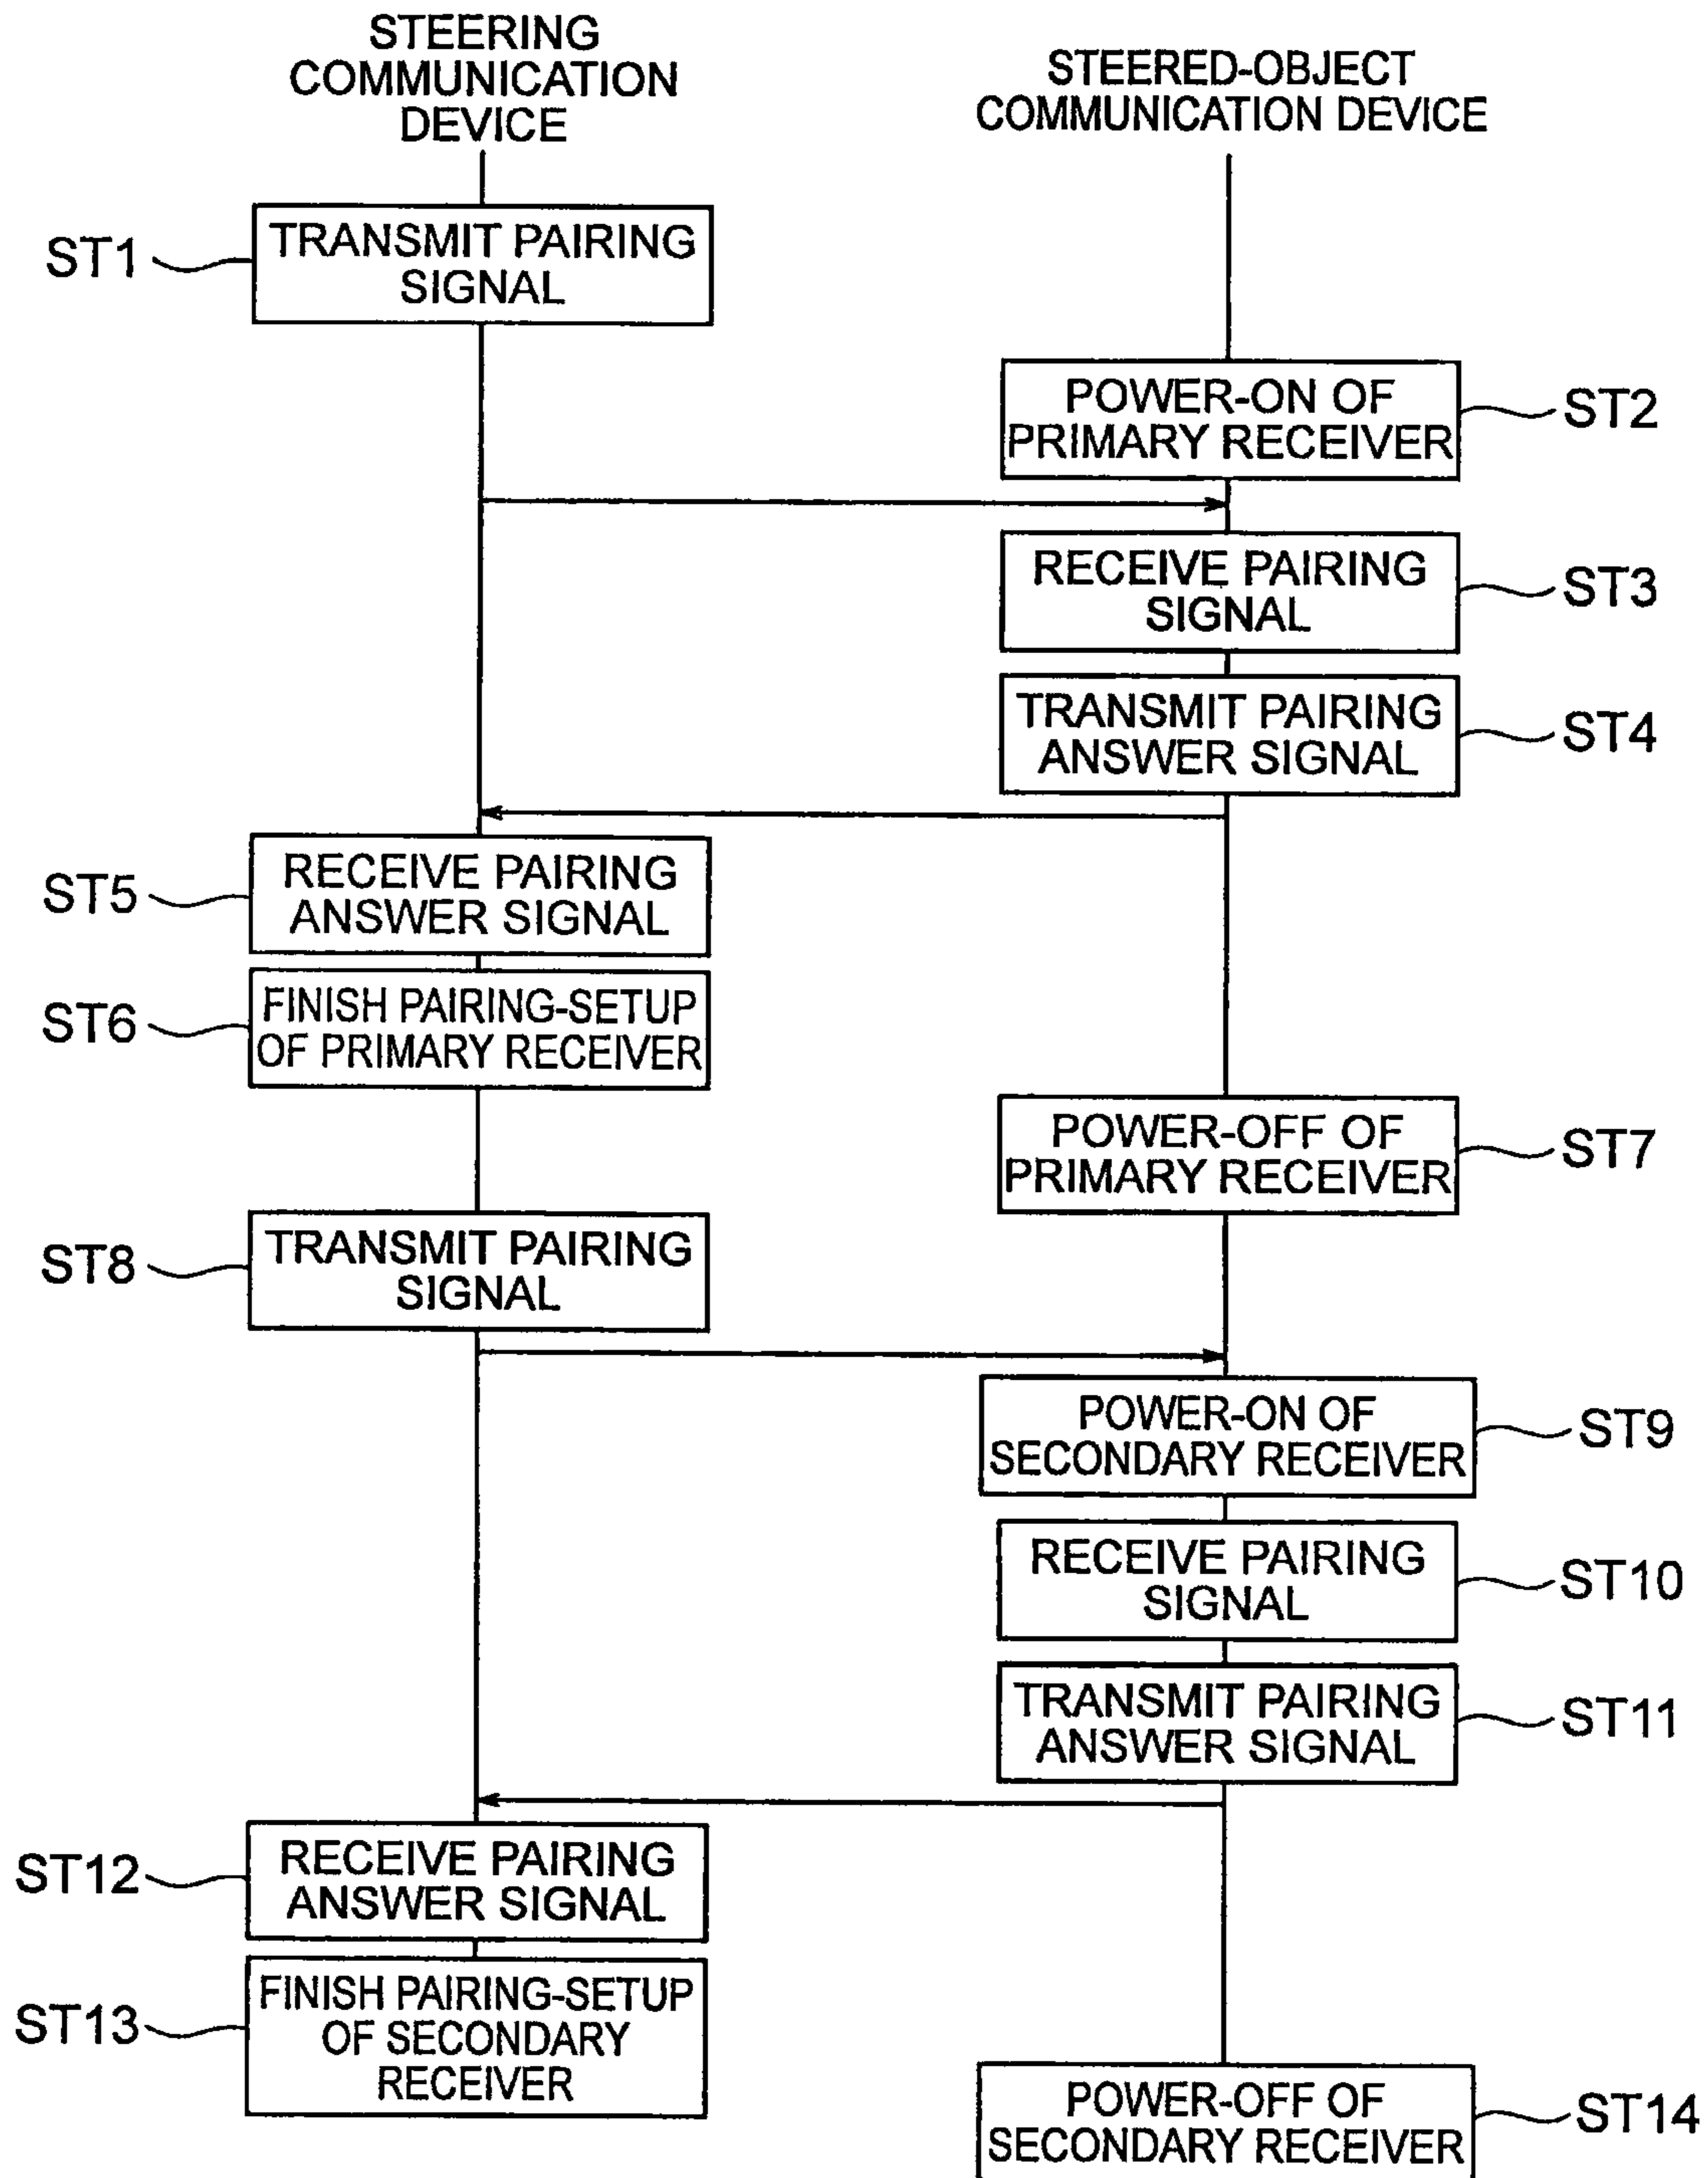 STEERING
COMMUNICATION
DEVICE
STEERED-OBJECT
COMMUNICATION DEVICE
ST1
TRANSMIT PAIRING
SIGNAL
POWER-ON OF
PRIMARY RECEIVER
ST2
RECEIVE PAIRING
SIGNAL
ST3
TRANSMIT PAIRING
ANSWER SIGNAL
ST4
ST5
RECEIVE PAIRING
ANSWER SIGNAL
ST6
FINISH PAIRING-SETUP
OF PRIMARY RECEIVER
POWER-OFF OF
PRIMARY RECEIVER
ST7
ST8
TRANSMIT PAIRING
SIGNAL
POWER-ON OF
SECONDARY RECEIVER
ST9
RECEIVE PAIRING
SIGNAL
ST10
TRANSMIT PAIRING
ANSWER SIGNAL
ST11
ST12
RECEIVE PAIRING
ANSWER SIGNAL
ST13
FINISH PAIRING-SETUP
OF SECONDARY
RECEIVER
POWER-OFF OF
SECONDARY RECEIVER
ST14